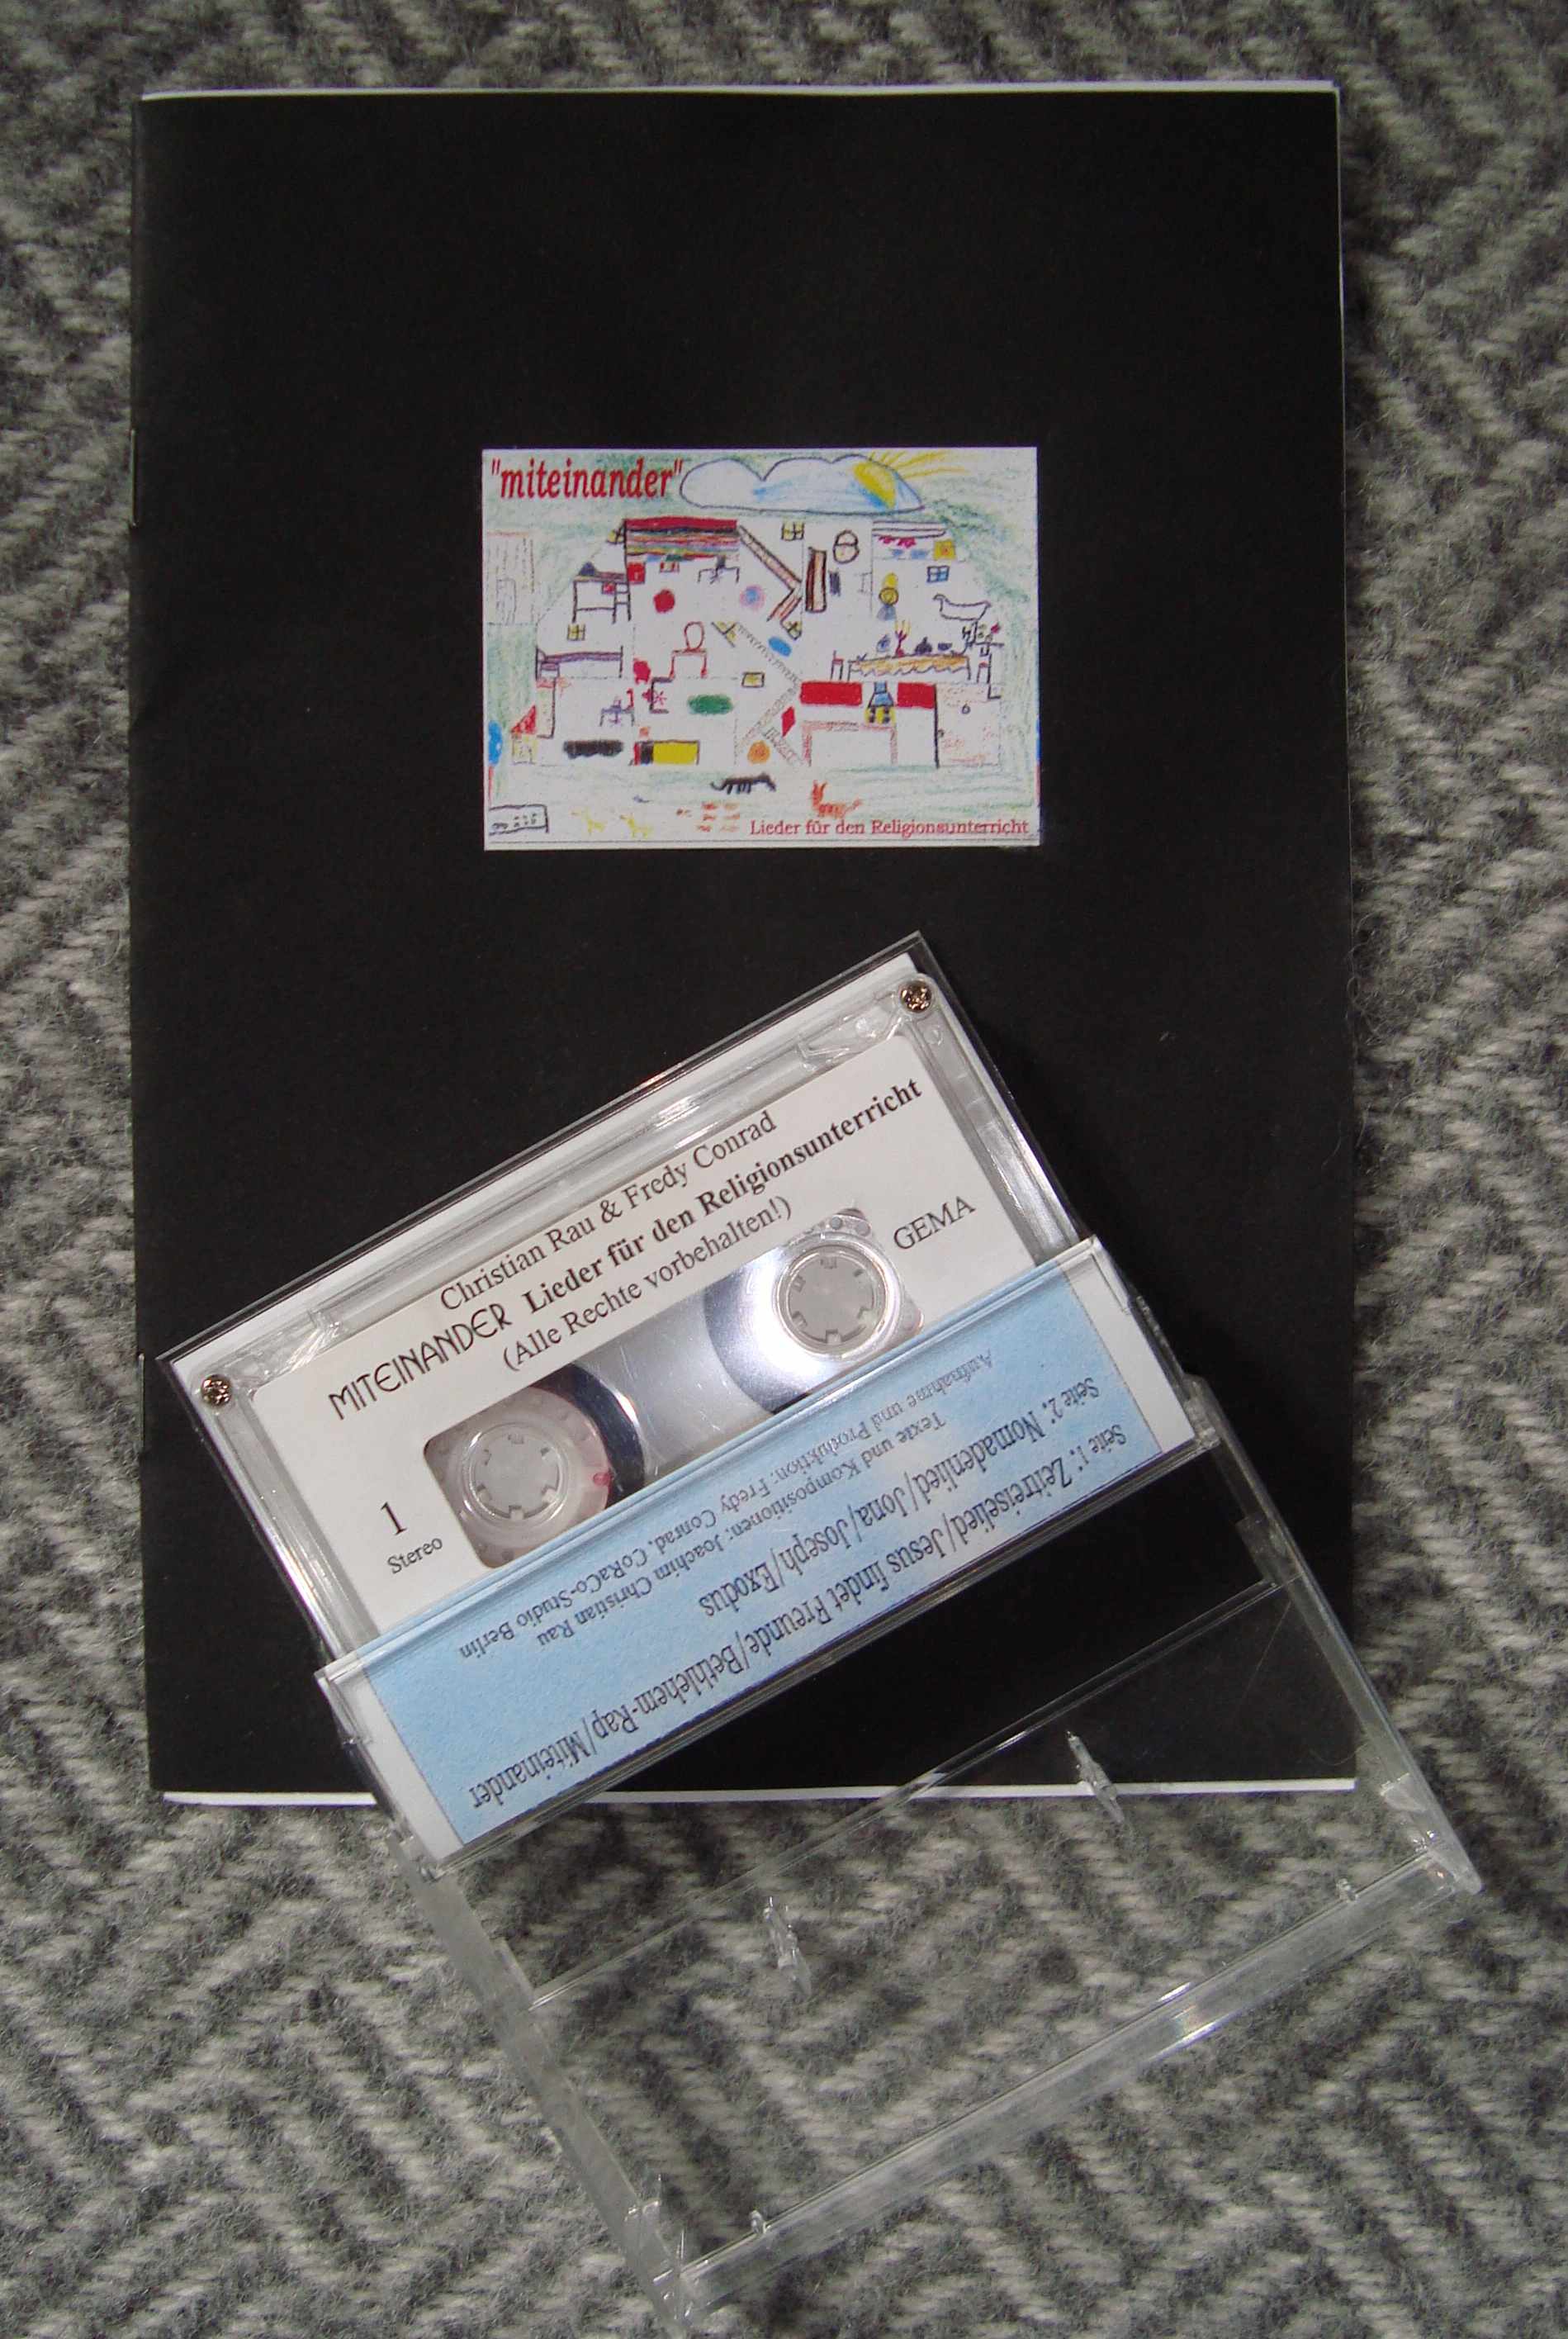 "miteinander"
Lieder für den Religionsunterricht
Christian Rau & Fredy Conrad
MITEINANDER Lieder für den Religionsunterricht
(Alle Rechte vorbehalten!)
GEMA
1
Stereo
Seite 1: Zeitreiselied/Jesus findet Freunde/Bethlehem-Rap/Miteinander
Seite 2: Nomadenlied/Jona/Joseph/Exodus
Texte und Kompositionen: Joachim Christian Rau
Aufnahme und Produktion: Fredy Conrad, CoRaCo-Studio Berlin